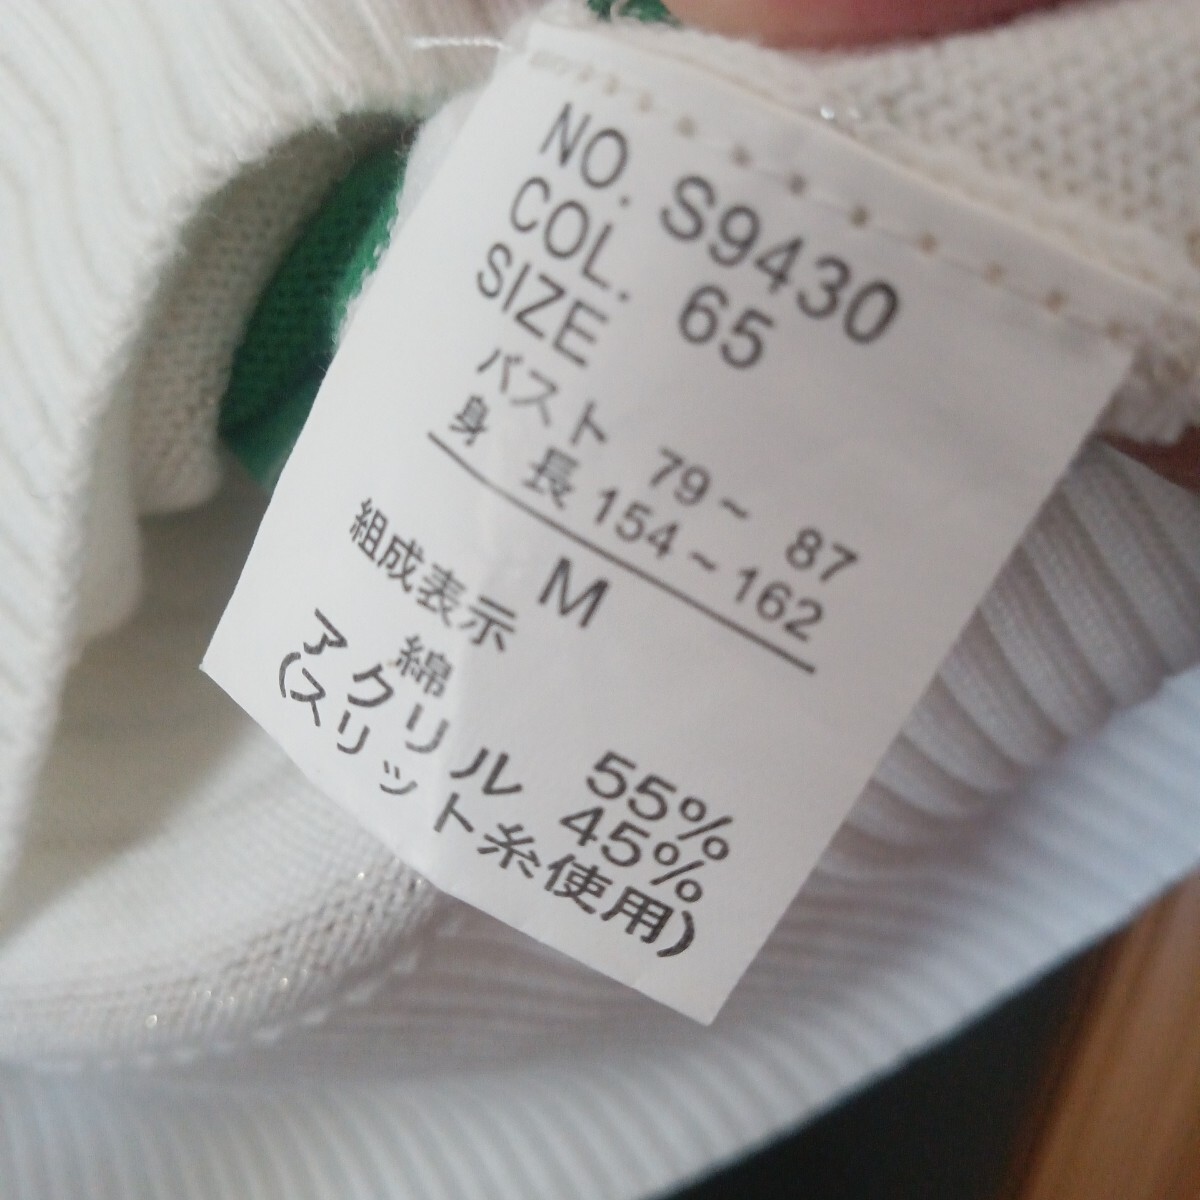 NO. S9430
COL. 65
SIZE
バスト 79~ 87
身 長 154~162
M
組成表示
綿 55%
アクリル 45%
(スリット糸使用)